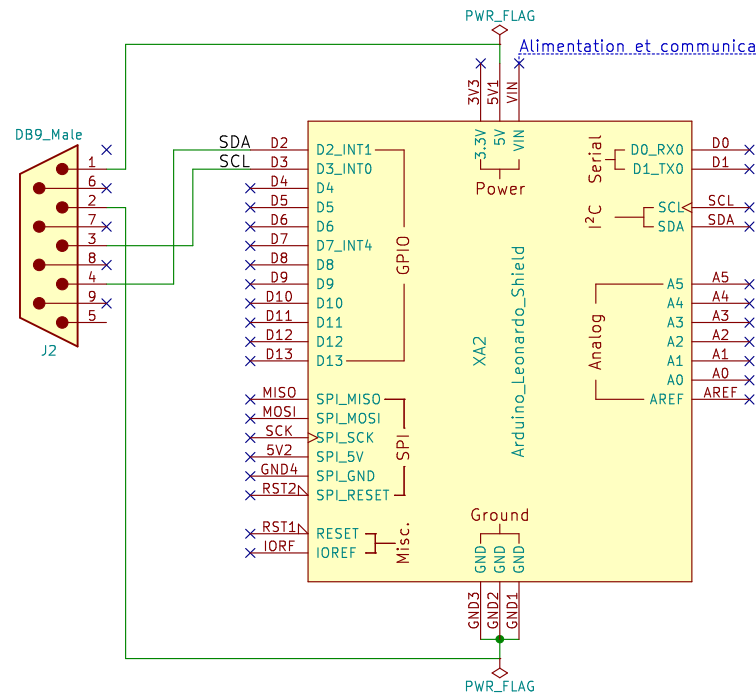 PWR_FLAG
Alimentation et communica
3V3
5V1
VIN
DB9_Male
1
6
2
7
3
8
4
9
5
J2
SDA
SCL
D2
D3
D4
D5
D6
D7
D8
D9
D10
D11
D12
D13
MISO
MOSI
SCK
5V2
GND4
RST2
RST1
IORF
D2_INT1
D3_INT0
D4
D5
D6
D7_INT4
D8
D9
D10
D11
D12
D13
GPIO
SPI_MISO
SPI_MOSI
SPI_SCK
SPI_5V
SPI_GND
SPI_RESET
SPI
RESET
IOREF
Misc.
3.3V
5V
VIN
Power
XA2
Arduino_Leonardo_Shield
Serial
D0_RX0
D1_TX0
I²C
SCL
SDA
Analog
A5
A4
A3
A2
A1
A0
AREF
D0
D1
SCL
SDA
A5
A4
A3
A2
A1
A0
AREF
Ground
GND
GND
GND
GND3
GND2
GND1
PWR_FLAG